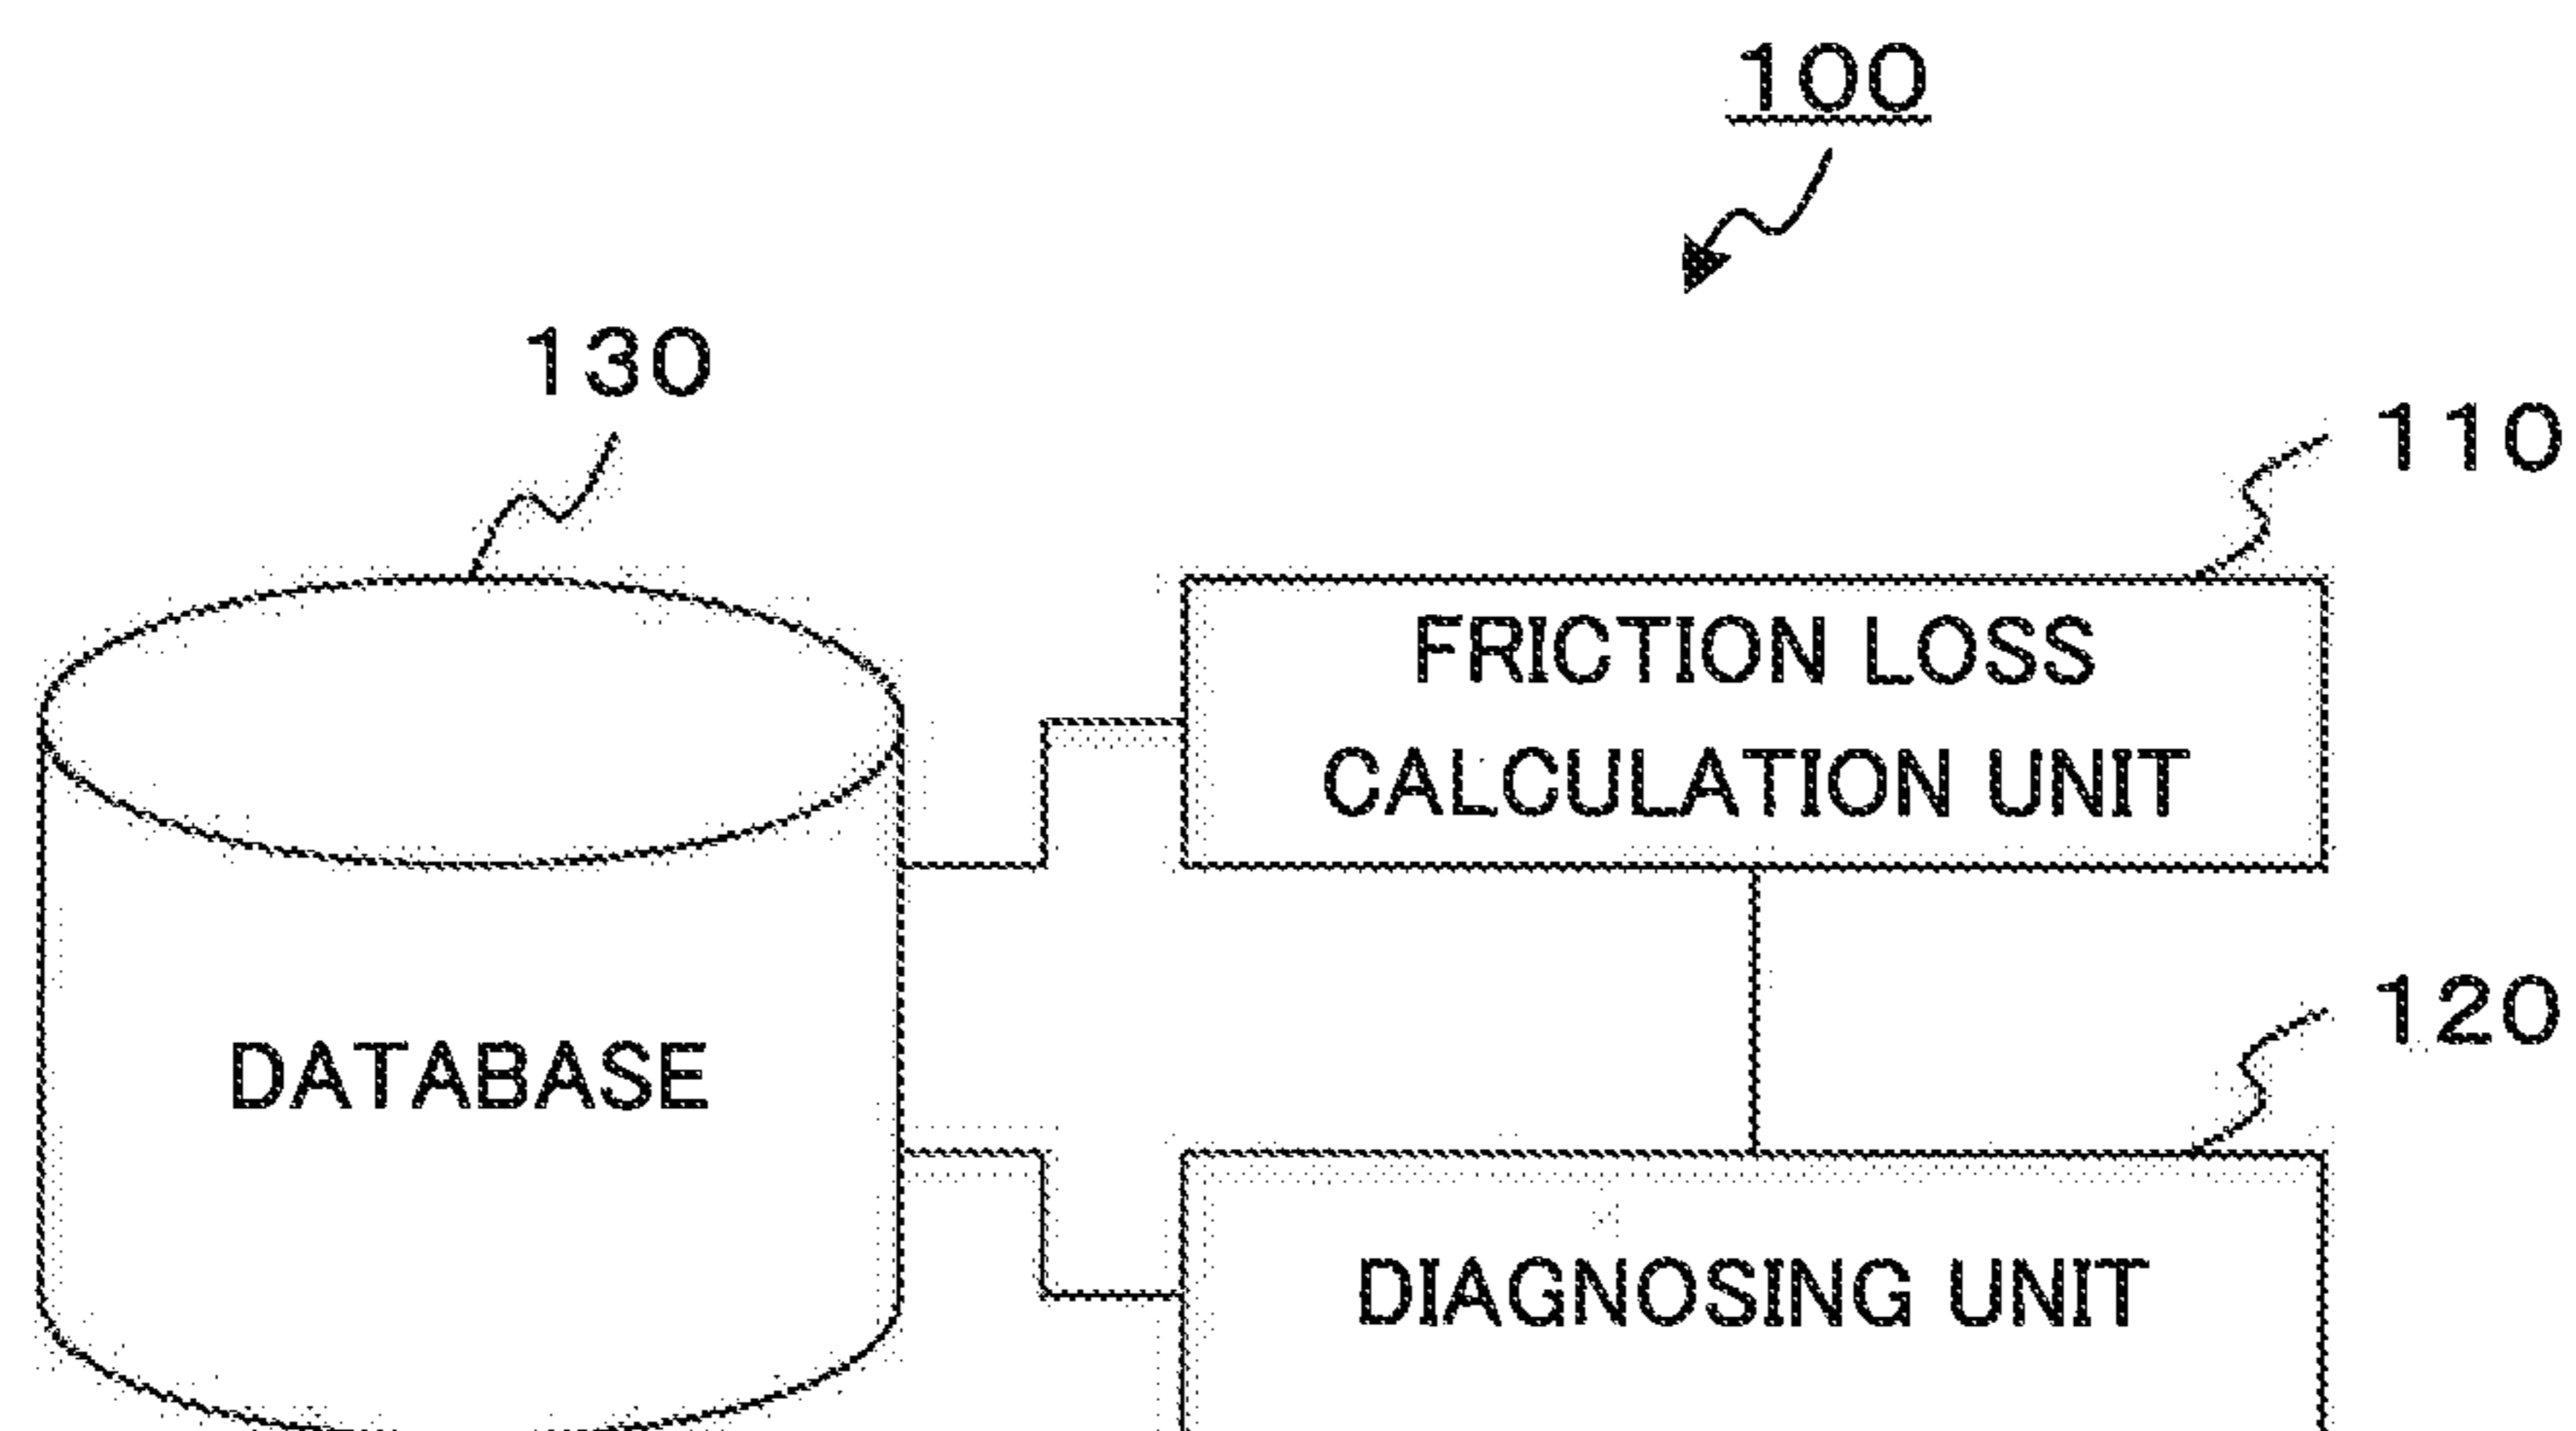 100
130
110
FRICTION LOSS
CALCULATION UNIT
120
DATABASE
DIAGNOSING UNIT